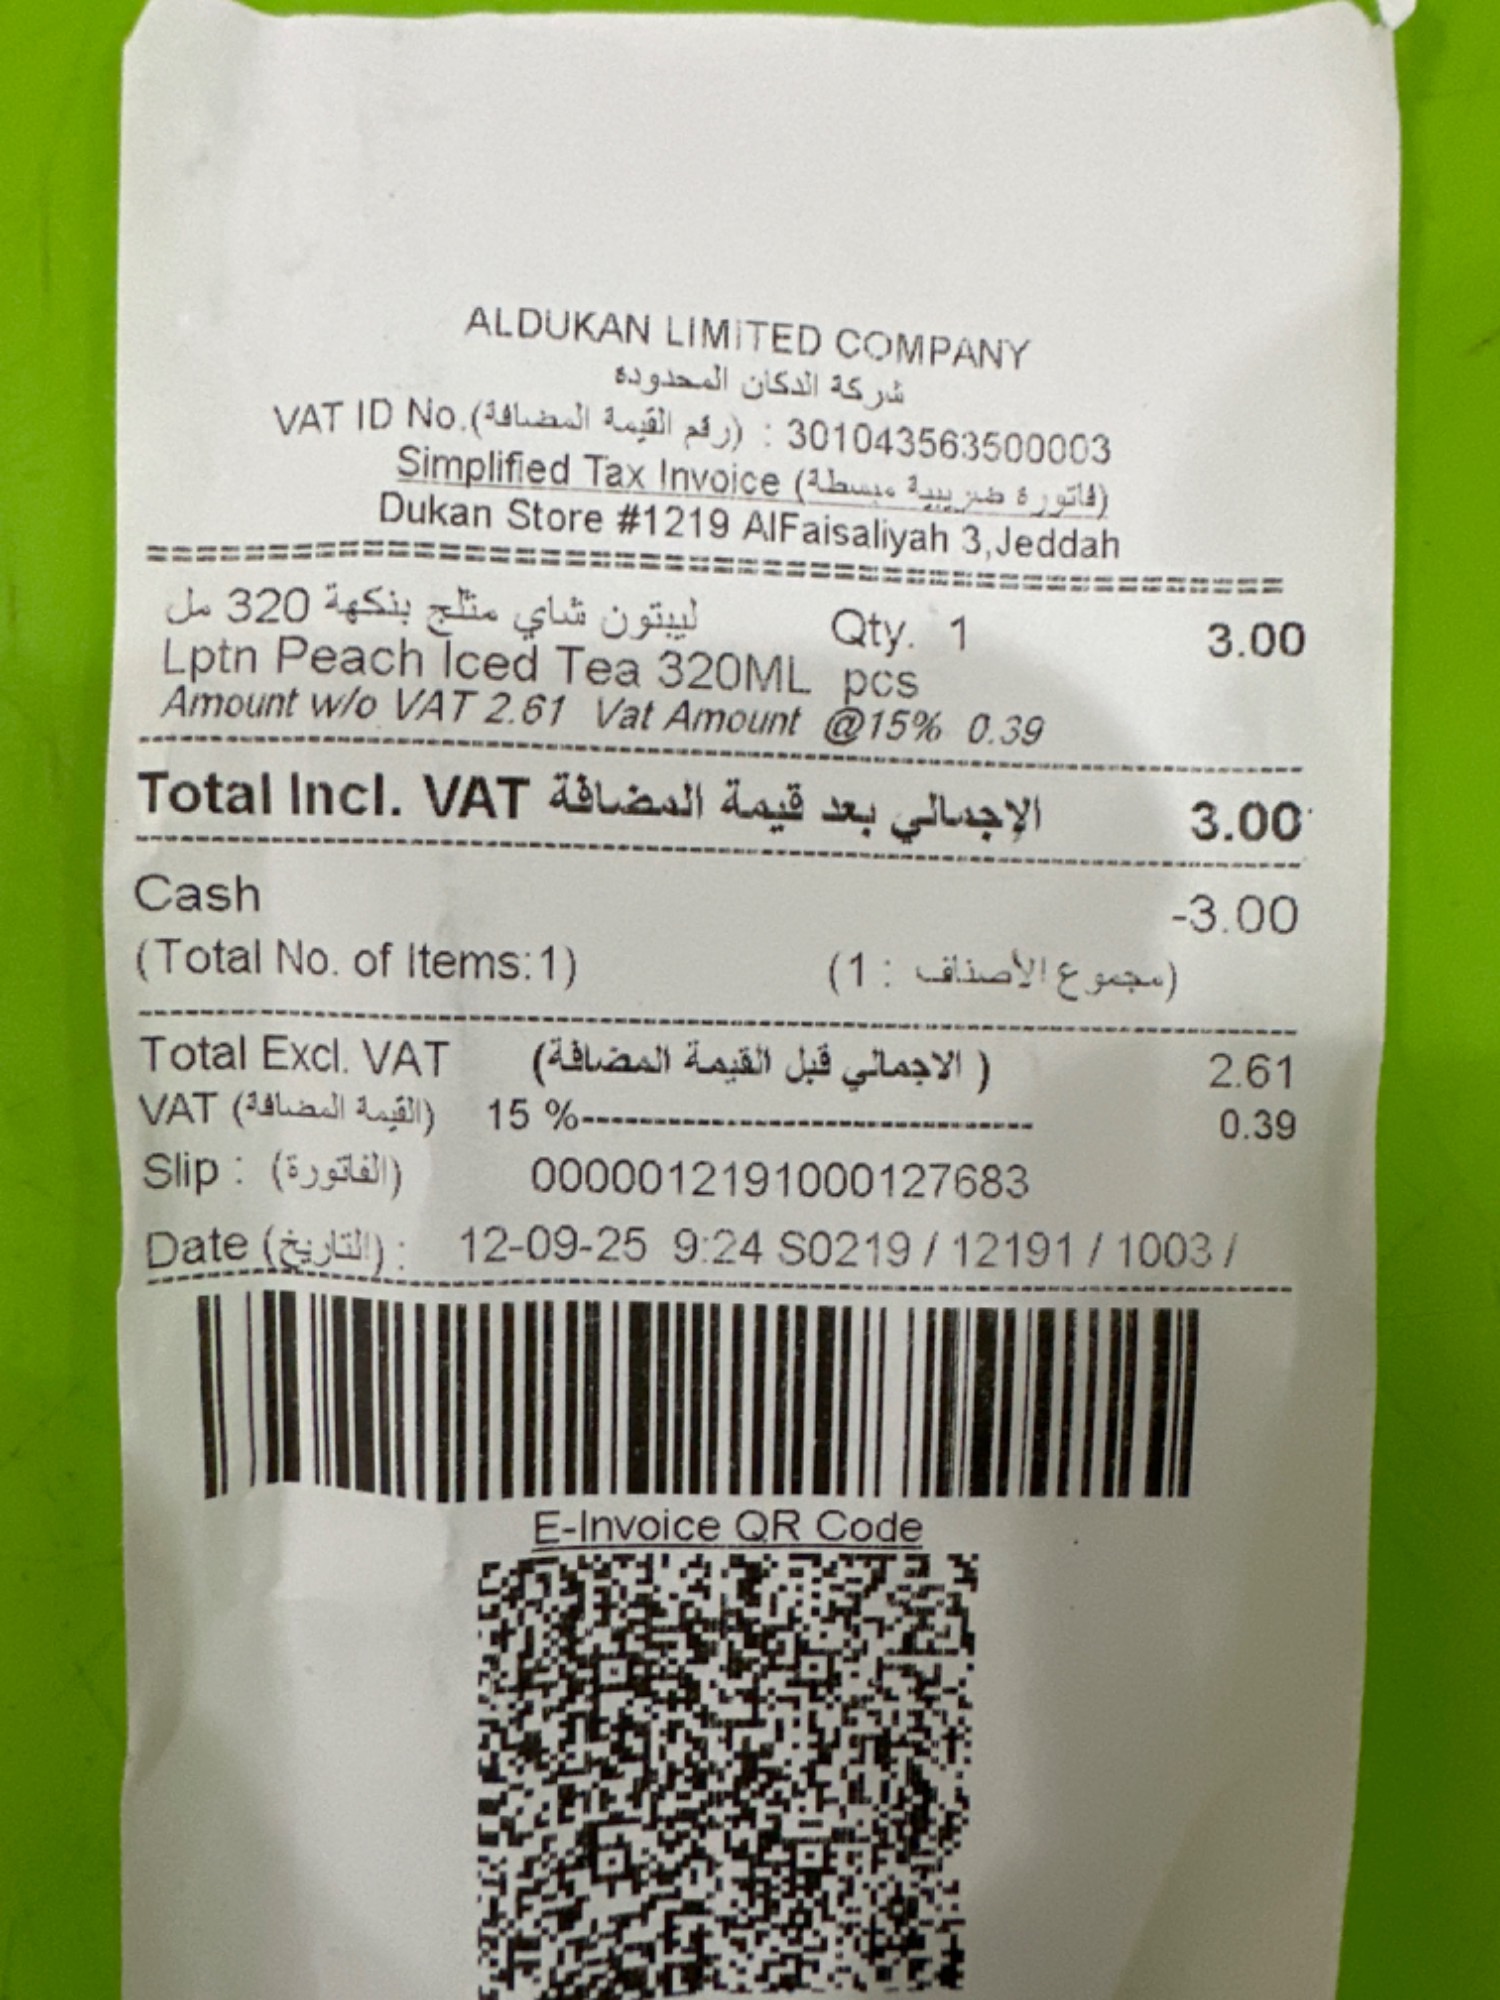 ALDUKAN LIMITED COMPANY
شركة الدكان المحدوده
VAT ID No.(رقم القيمة المضافة) : 301043563500003
Simplified Tax Invoice (فاتورة ضريبية مبسطة)
Dukan Store #1219 AlFaisaliyah 3,Jeddah
ليبتون شاي مثلج بنكهة 320 مل Qty. 1 3.00
Lptn Peach Iced Tea 320ML pcs
Amount w/o VAT 2.61 Vat Amount @15% 0.39
Total Incl. VAT الإجمالي بعد قيمة المضافة 3.00
Cash -3.00
(Total No. of Items:1) (مجموع الأصناف : 1)
Total Excl. VAT (الاجمالي قبل القيمة المضافة ) 2.61
VAT (القيمة المضافة) 15 %------------------------------ 0.39
Slip : (الفاتورة) 0000012191000127683
Date (التاريخ) : 12-09-25 9:24 S0219 / 12191 / 1003 /
E-Invoice QR Code